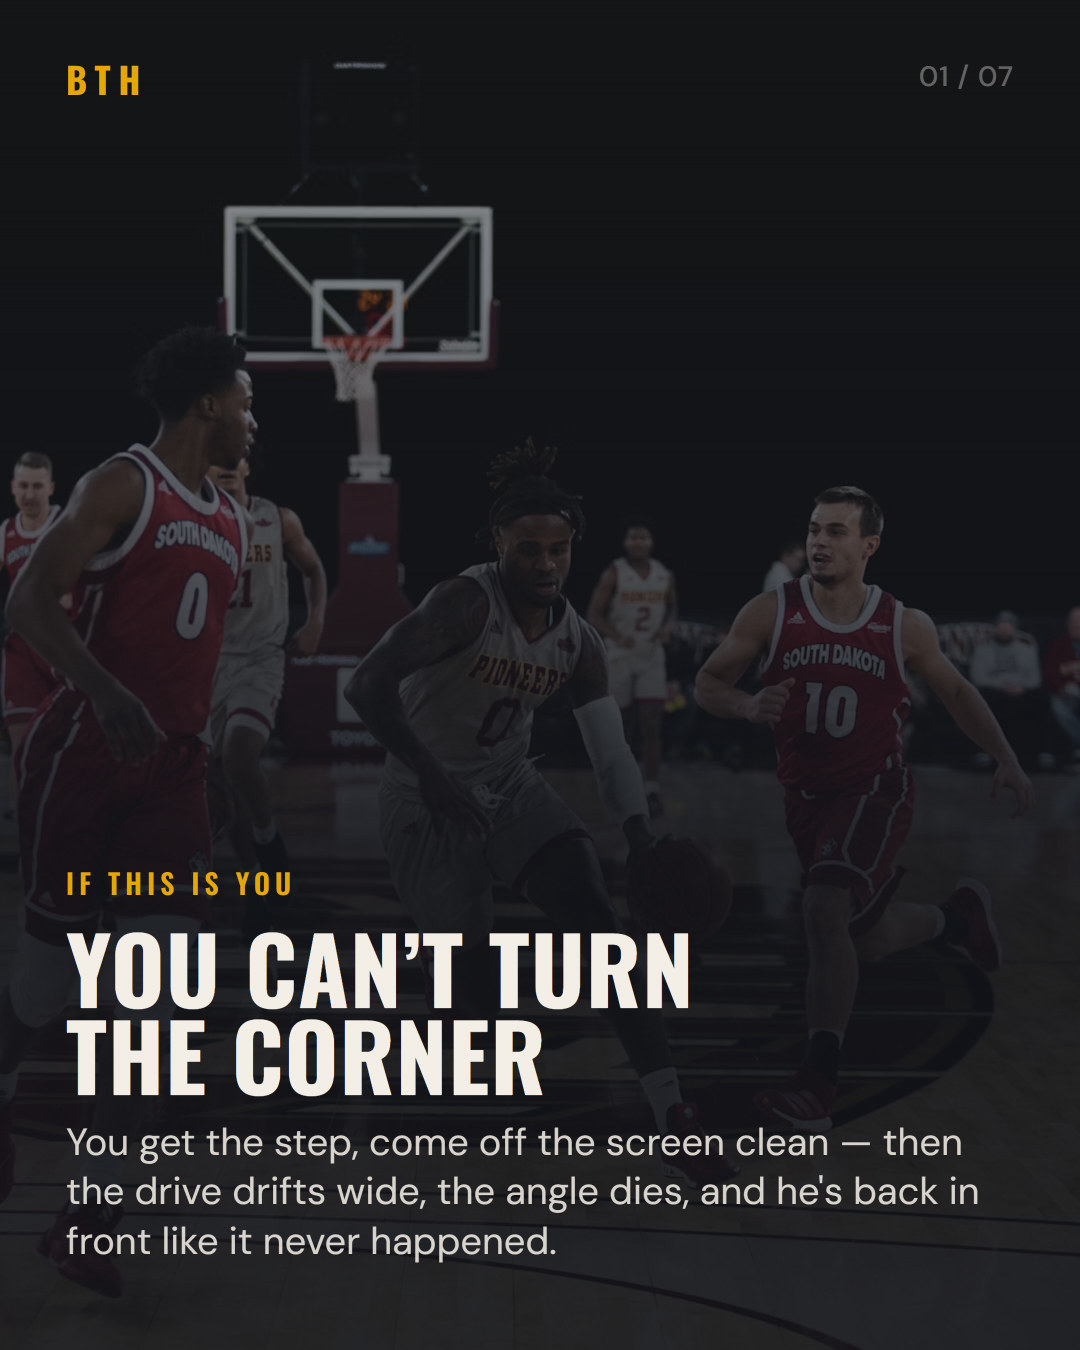 BTH
01 / 07
SOUTH DAKOTA
0
PIONEERS
0
2
SOUTH DAKOTA
10
IF THIS IS YOU
YOU CAN’T TURN
THE CORNER
You get the step, come off the screen clean — then
the drive drifts wide, the angle dies, and he's back in
front like it never happened.